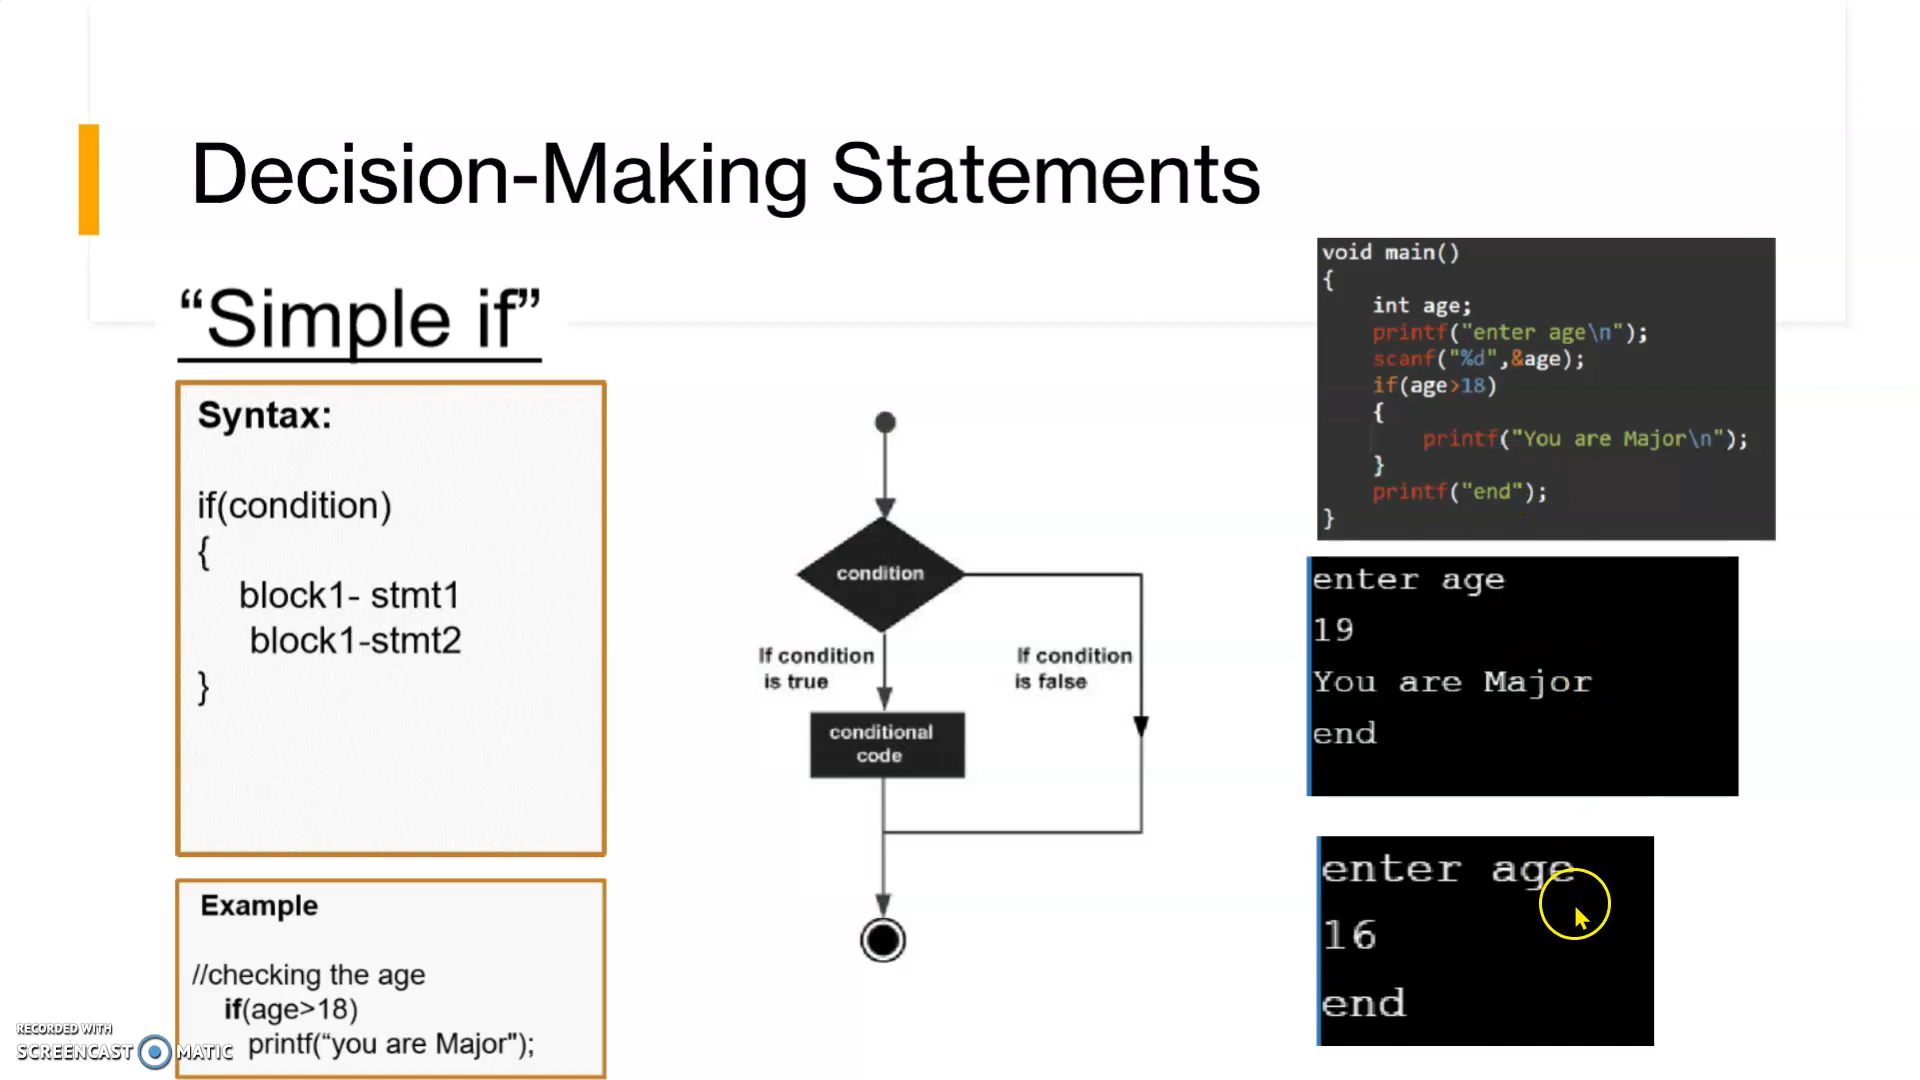 Decision-Making Statements
“Simple if”
Syntax:
if(condition)
{
block1- stmt1
block1-stmt2
}
Example
//checking the age
if(age>18)
printf(“you are Major");
condition
If condition
is true
If condition
is false
conditional
code
void main()
{
int age;
printf("enter age\n");
scanf("%d",&age);
if(age>18)
{
printf("You are Major\n");
}
printf("end");
}
enter age
19
You are Major
end
enter age
16
end
RECORDED WITH
SCREENCAST MATIC